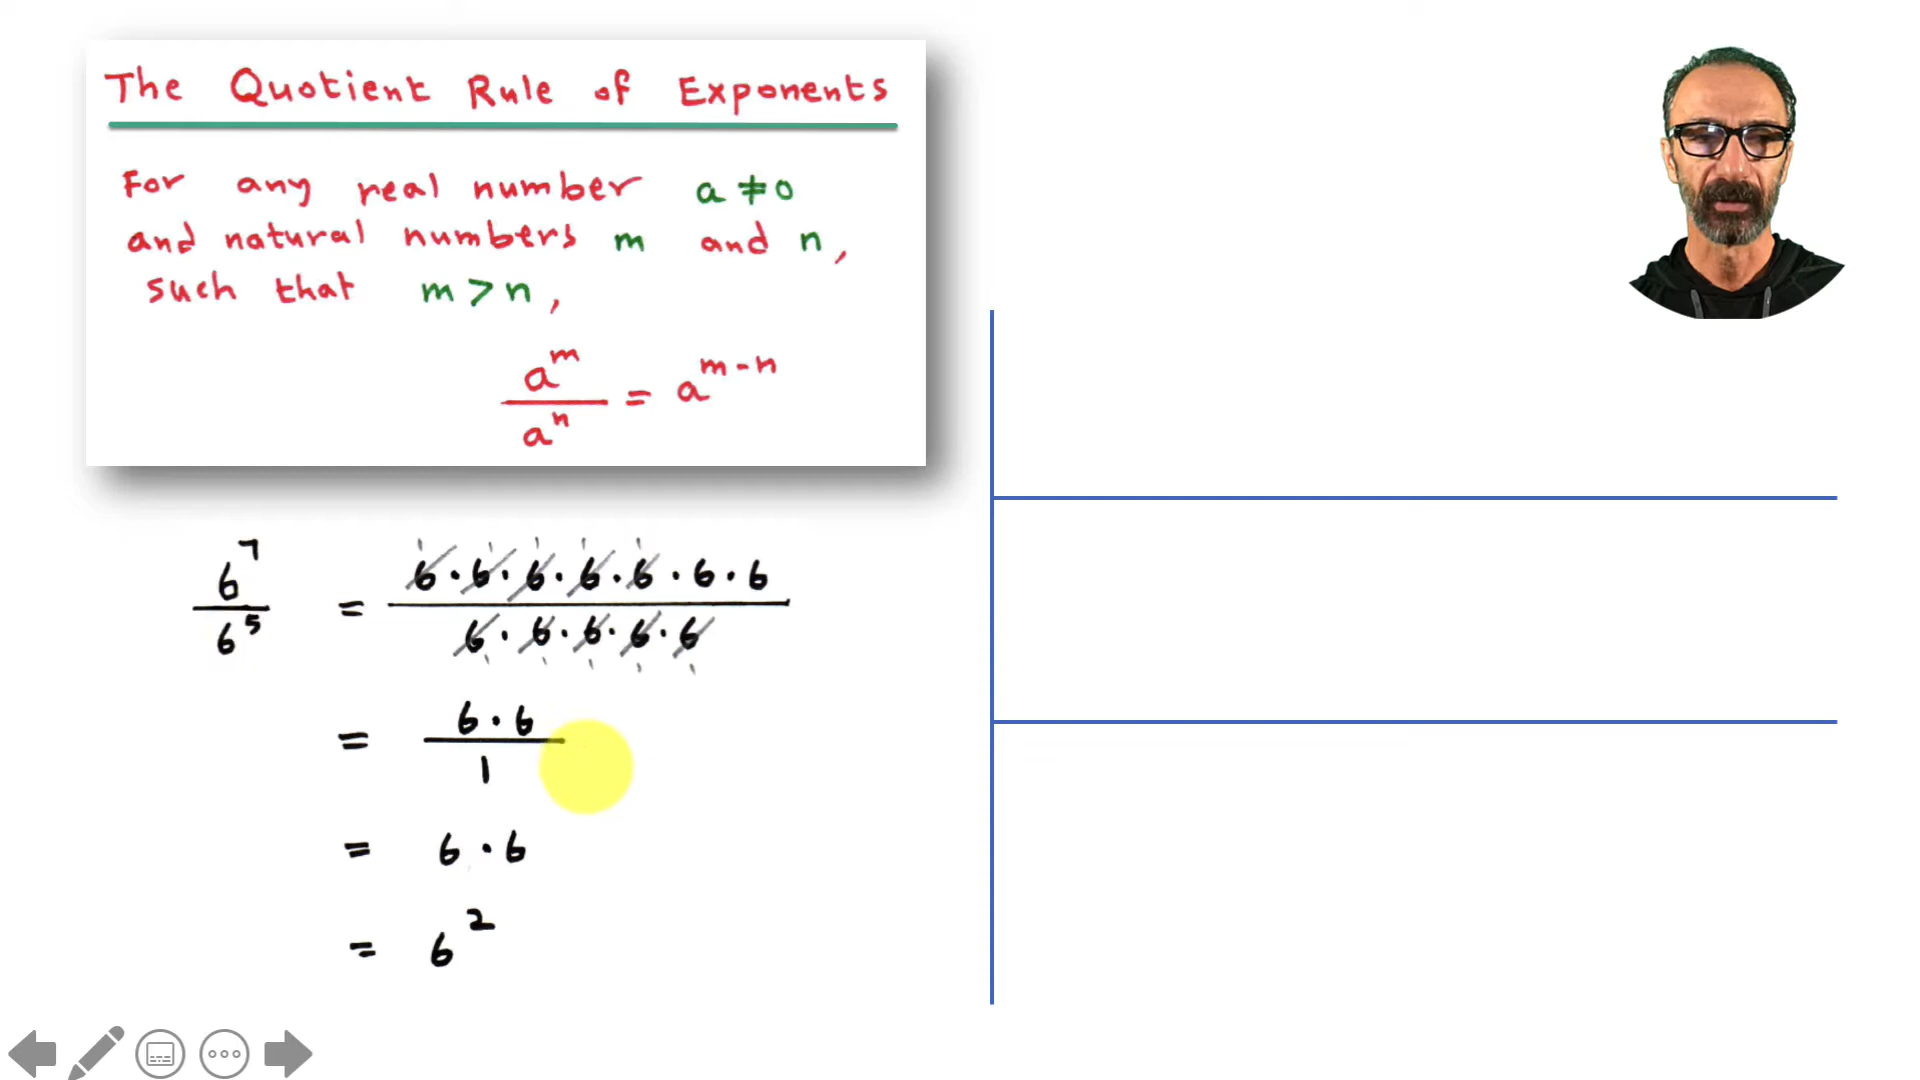 The Quotient Rule of Exponents
For any real number a ≠ 0
and natural numbers m and n,
such that m > n,
a^m / a^n = a^(m-n)
6^7 / 6^5 = 6 · 6 · 6 · 6 · 6 · 6 · 6 / 6 · 6 · 6 · 6 · 6
= 6 · 6 / 1
= 6 · 6
= 6^2